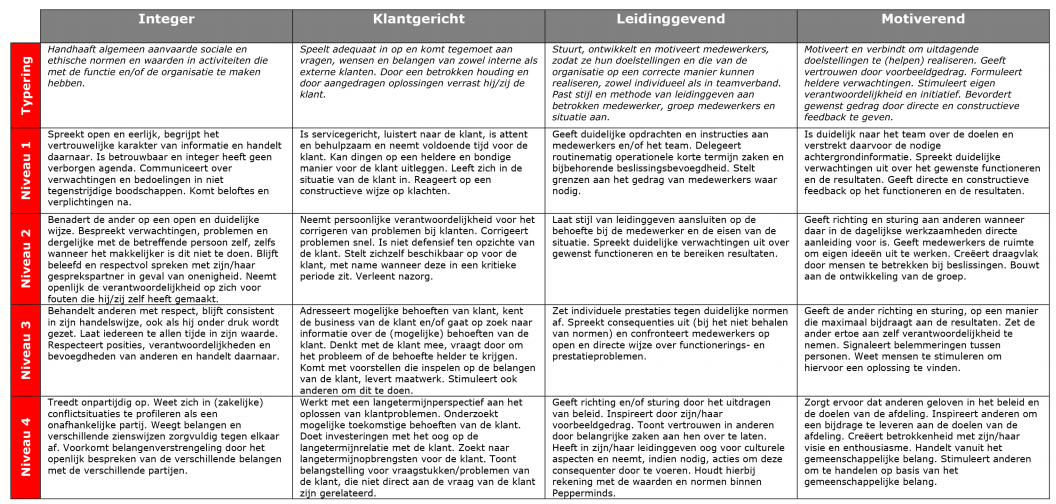 Integer
Klantgericht
Leidinggevend
Motiverend
Typering
Handhaaft algemeen aanvaarde sociale en
ethische normen en waarden in activiteiten die
met de functie en/of de organisatie te maken
hebben.
Speelt adequaat in op en komt tegemoet aan
vragen, wensen en belangen van zowel interne als
externe klanten. Door een betrokken houding en
door aangedragen oplossingen verrast hij/zij de
klant.
Stuurt, ontwikkelt en motiveert medewerkers,
zodat ze hun doelstellingen en die van de
organisatie op een correcte manier kunnen
realiseren, zowel individueel als in teamverband.
Past stijl en methode van leidinggeven aan
betrokken medewerker, groep medewerkers en
situatie aan.
Motiveert en verbindt om uitdagende
doelstellingen te (helpen) realiseren. Geeft
vertrouwen door voorbeeldgedrag. Formuleert
heldere verwachtingen. Stimuleert eigen
verantwoordelijkheid en initiatief. Bevordert
gewenst gedrag door directe en constructieve
feedback te geven.
Niveau 1
Spreekt open en eerlijk, begrijpt het
vertrouwelijke karakter van informatie en handelt
daarnaar. Is betrouwbaar en integer heeft geen
verborgen agenda. Communiceert over
verwachtingen en bedoelingen in niet
tegenstrijdige boodschappen. Komt beloftes en
verplichtingen na.
Is servicegericht, luistert naar de klant, is attent
en behulpzaam en neemt voldoende tijd voor de
klant. Kan dingen op een heldere en bondige
manier voor de klant uitleggen. Leeft zich in de
situatie van de klant in. Reageert op een
constructieve wijze op klachten.
Geeft duidelijke opdrachten en instructies aan
medewerkers en/of het team. Delegeert
routinematig operationele korte termijn zaken en
bijbehorende beslissingsbevoegdheid. Stelt
grenzen aan het gedrag van medewerkers waar
nodig.
Is duidelijk naar het team over de doelen en
verstrekt daarvoor de nodige
achtergrondinformatie. Spreekt duidelijke
verwachtingen uit over het gewenste functioneren
en de resultaten. Geeft directe en constructieve
feedback op het functioneren en de resultaten.
Niveau 2
Benadert de ander op een open en duidelijke
wijze. Bespreekt verwachtingen, problemen en
dergelijke met de betreffende persoon zelf, zelfs
wanneer het makkelijker is dit niet te doen. Blijft
beleefd en respectvol spreken met zijn/haar
gesprekspartner in geval van onenigheid. Neemt
openlijk de verantwoordelijkheid op zich voor
fouten die hij/zij zelf heeft gemaakt.
Neemt persoonlijke verantwoordelijkheid voor het
corrigeren van problemen bij klanten. Corrigeert
problemen snel. Is niet defensief ten opzichte van
de klant. Stelt zichzelf beschikbaar op voor de
klant, met name wanneer deze in een kritieke
periode zit. Verleent nazorg.
Laat stijl van leidinggeven aansluiten op de
behoefte bij de medewerker en de eisen van de
situatie. Spreekt duidelijke verwachtingen uit over
gewenst functioneren en te bereiken resultaten.
Geeft richting en sturing aan anderen wanneer
daar in de dagelijkse werkzaamheden directe
aanleiding voor is. Geeft medewerkers de ruimte
om eigen ideeën uit te werken. Creëert draagvlak
door mensen te betrekken bij beslissingen. Bouwt
aan de ontwikkeling van de groep.
Niveau 3
Behandelt anderen met respect, blijft consistent
in zijn handelswijze, ook als hij onder druk wordt
gezet. Laat iedereen te allen tijde in zijn waarde.
Respecteert posities, verantwoordelijkheden en
bevoegdheden van anderen en handelt daarnaar.
Adresseert mogelijke behoeften van klant, kent
de business van de klant en/of gaat op zoek naar
informatie over de (mogelijke) behoeften van de
klant. Denkt met de klant mee, vraagt door om
het probleem of de behoefte helder te krijgen.
Komt met voorstellen die inspelen op de belangen
van de klant, levert maatwerk. Stimuleert ook
anderen om dit te doen.
Zet individuele prestaties tegen duidelijke normen
af. Spreekt consequenties uit (bij het niet behalen
van normen) en confronteert medewerkers op
open en directe wijze over functionerings- en
prestatieproblemen.
Geeft de ander richting en sturing, op een manier
die maximaal bijdraagt aan de resultaten. Zet de
ander ertoe aan zelf verantwoordelijkheid te
nemen. Signaleert belemmeringen tussen
personen. Weet mensen te stimuleren om
hiervoor een oplossing te vinden.
Niveau 4
Treedt onpartijdig op. Weet zich in (zakelijke)
conflictsituaties te profileren als een
onafhankelijke partij. Weegt belangen en
verschillende zienswijzen zorgvuldig tegen elkaar
af. Voorkomt belangenverstrengeling door het
openlijk bespreken van de verschillende belangen
met de verschillende partijen.
Werkt met een langetermijnperspectief aan het
oplossen van klantproblemen. Onderzoekt
mogelijke toekomstige behoeften van de klant.
Doet investeringen met het oog op de
langetermijnrelatie met de klant. Zoekt naar
langetermijnopbrengsten voor de klant. Toont
belangstelling voor vraagstukken/problemen van
de klant, die niet direct aan de vraag van de klant
zijn gerelateerd.
Geeft richting en/of sturing door het uitdragen
van beleid. Inspireert door zijn/haar
voorbeeldgedrag. Toont vertrouwen in anderen
door belangrijke zaken aan hen over te laten.
Heeft in zijn/haar leidinggeven oog voor culturele
aspecten en neemt, indien nodig, acties om deze
consequenter door te voeren. Houdt hierbij
rekening met de waarden en normen binnen
Pepperminds.
Zorgt ervoor dat anderen geloven in het beleid en
de doelen van de afdeling. Inspireert anderen om
een bijdrage te leveren aan de doelen van de
afdeling. Creëert betrokkenheid met zijn/haar
visie en enthousiasme. Handelt vanuit het
gemeenschappelijke belang. Stimuleert anderen
om te handelen op basis van het
gemeenschappelijke belang.